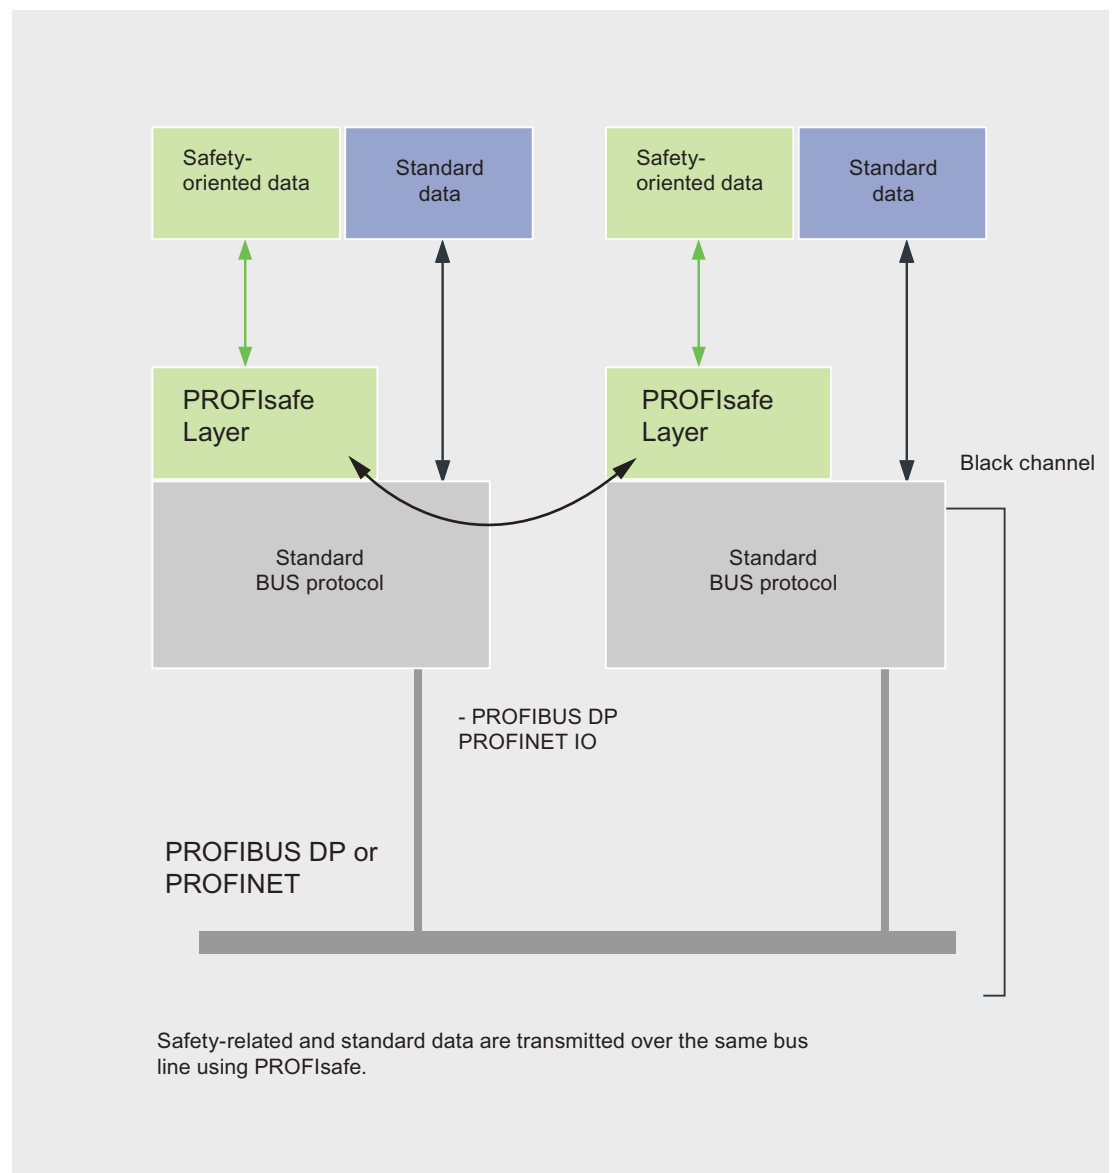 Safety-
oriented data
Standard
data
Safety-
oriented data
Standard
data
PROFIsafe
Layer
PROFIsafe
Layer
Black channel
Standard
BUS protocol
Standard
BUS protocol
- PROFIBUS DP
PROFINET IO
PROFIBUS DP or
PROFINET
Safety-related and standard data are transmitted over the same bus
line using PROFIsafe.